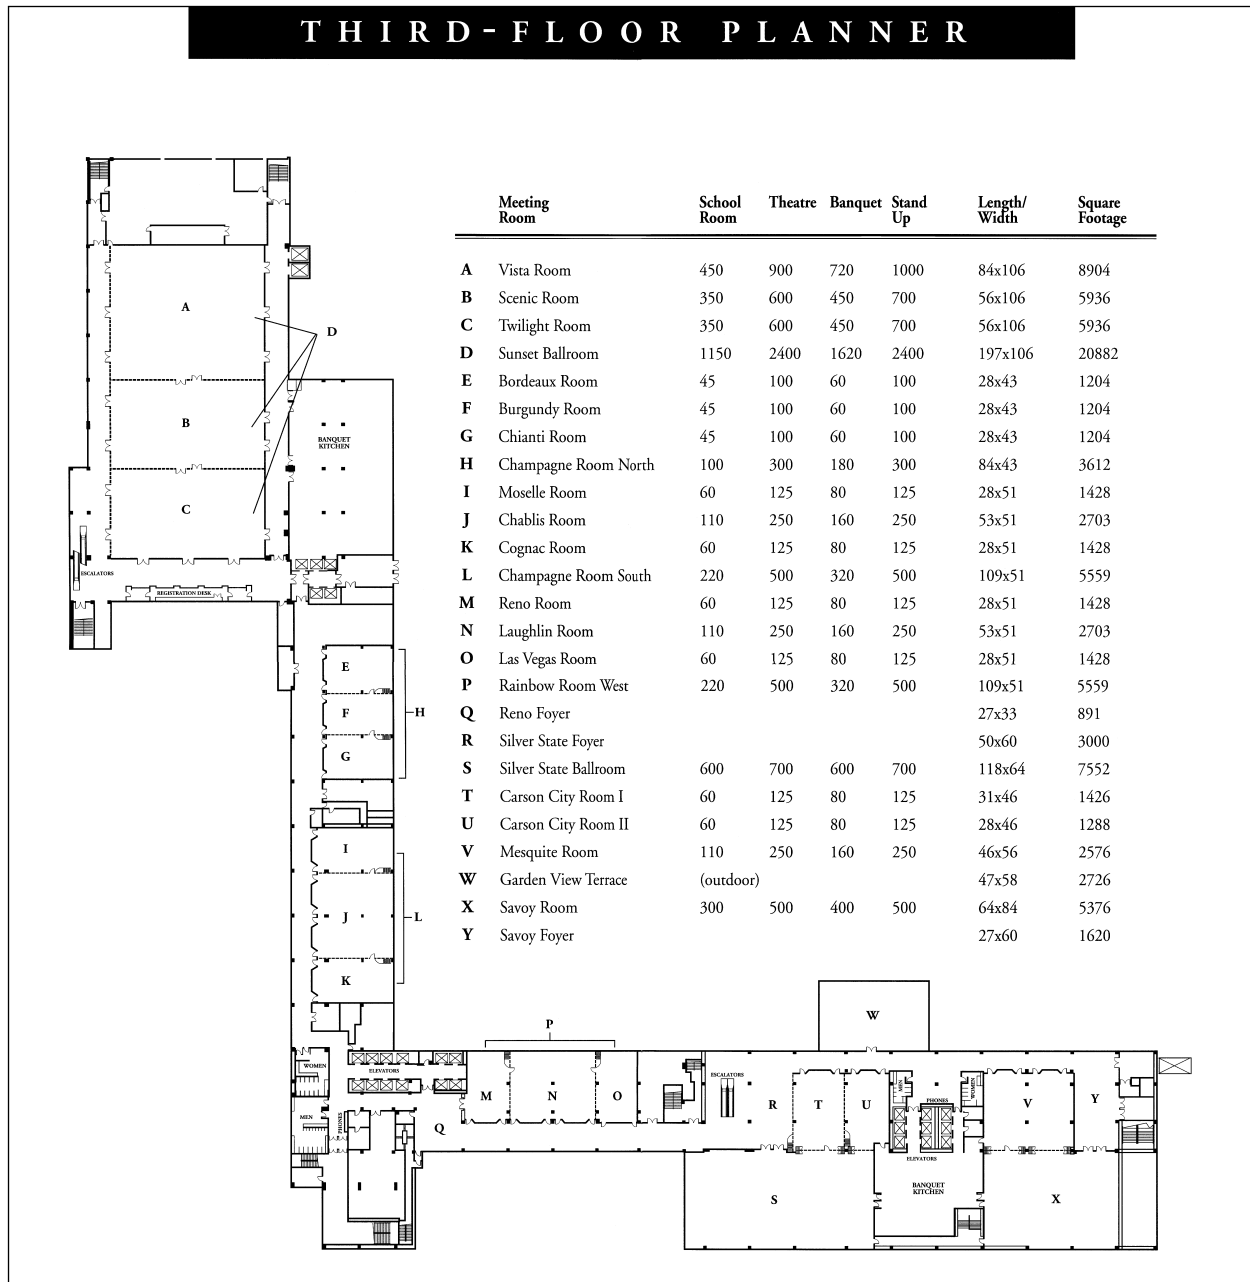 THIRD-FLOOR PLANNER
Meeting Room School Room Theatre Banquet Stand Up Length/ Width Square Footage
A Vista Room 450 900 720 1000 84x106 8904
B Scenic Room 350 600 450 700 56x106 5936
C Twilight Room 350 600 450 700 56x106 5936
D Sunset Ballroom 1150 2400 1620 2400 197x106 20882
E Bordeaux Room 45 100 60 100 28x43 1204
F Burgundy Room 45 100 60 100 28x43 1204
G Chianti Room 45 100 60 100 28x43 1204
H Champagne Room North 100 300 180 300 84x43 3612
I Moselle Room 60 125 80 125 28x51 1428
J Chablis Room 110 250 160 250 53x51 2703
K Cognac Room 60 125 80 125 28x51 1428
L Champagne Room South 220 500 320 500 109x51 5559
M Reno Room 60 125 80 125 28x51 1428
N Laughlin Room 110 250 160 250 53x51 2703
O Las Vegas Room 60 125 80 125 28x51 1428
P Rainbow Room West 220 500 320 500 109x51 5559
Q Reno Foyer 27x33 891
R Silver State Foyer 50x60 3000
S Silver State Ballroom 600 700 600 700 118x64 7552
T Carson City Room I 60 125 80 125 31x46 1426
U Carson City Room II 60 125 80 125 28x46 1288
V Mesquite Room 110 250 160 250 46x56 2576
W Garden View Terrace (outdoor) 47x58 2726
X Savoy Room 300 500 400 500 64x84 5376
Y Savoy Foyer 27x60 1620
A
D
B
BANQUET
KITCHEN
C
ESCALATORS
REGISTRATION DESK
E
F
H
G
I
J
L
K
P
W
WOMEN
ELEVATORS
MEN
PHONES
Q
M
N
O
ESCALATORS
R
T
U
MEN
PHONES
WOMEN
V
Y
ELEVATORS
BANQUET
KITCHEN
S
X